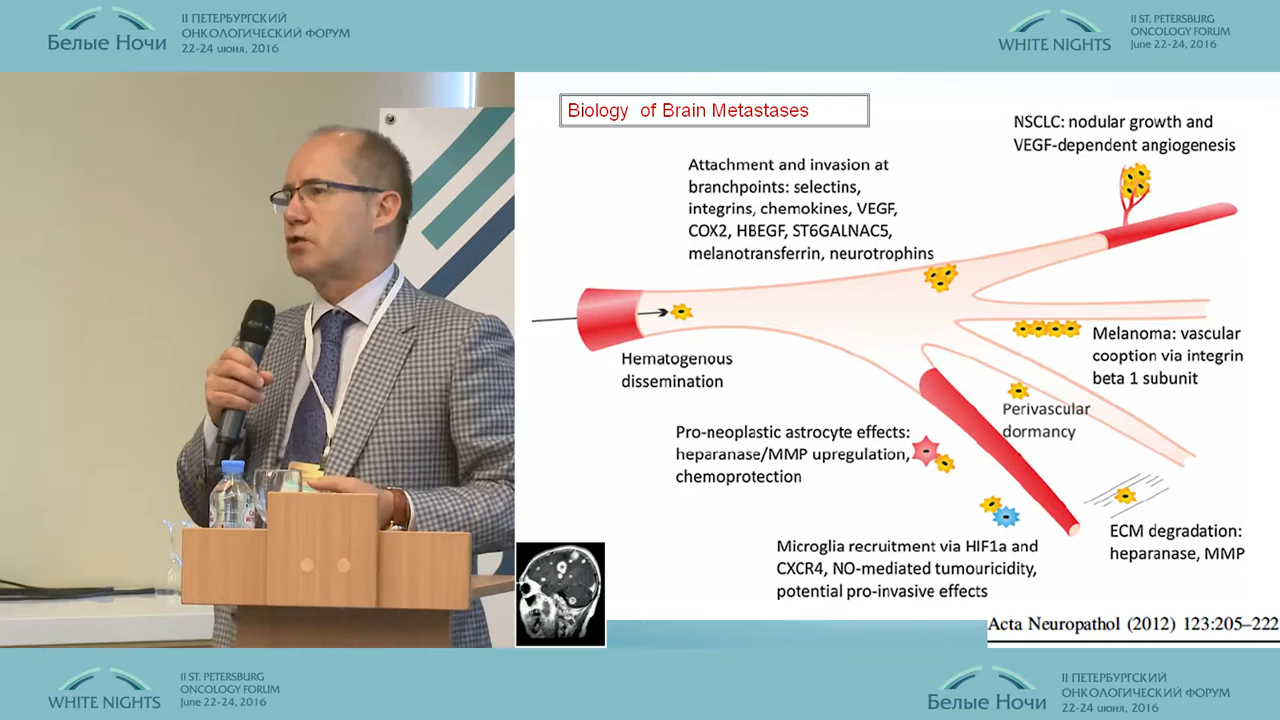 Белые Ночи
II ПЕТЕРБУРГСКИЙ
ОНКОЛОГИЧЕСКИЙ ФОРУМ
22-24 июня, 2016
WHITE NIGHTS
II ST. PETERSBURG
ONCOLOGY FORUM
June 22-24, 2016
Biology of Brain Metastases
NSCLC: nodular growth and
VEGF-dependent angiogenesis
Attachment and invasion at
branchpoints: selectins,
integrins, chemokines, VEGF,
COX2, HBEGF, ST6GALNAC5,
melanotransferrin, neurotrophins
Hematogenous
dissemination
Melanoma: vascular
cooption via integrin
beta 1 subunit
Perivascular
dormancy
Pro-neoplastic astrocyte effects:
heparanase/MMP upregulation,
chemoprotection
ECM degradation:
heparanase, MMP
Microglia recruitment via HIF1a and
CXCR4, NO-mediated tumouricidity,
potential pro-invasive effects
Acta Neuropathol (2012) 123:205–222
WHITE NIGHTS
II ST. PETERSBURG
ONCOLOGY FORUM
June 22-24, 2016
Белые Ночи
II ПЕТЕРБУРГСКИЙ
ОНКОЛОГИЧЕСКИЙ ФОРУМ
22-24 июня, 2016